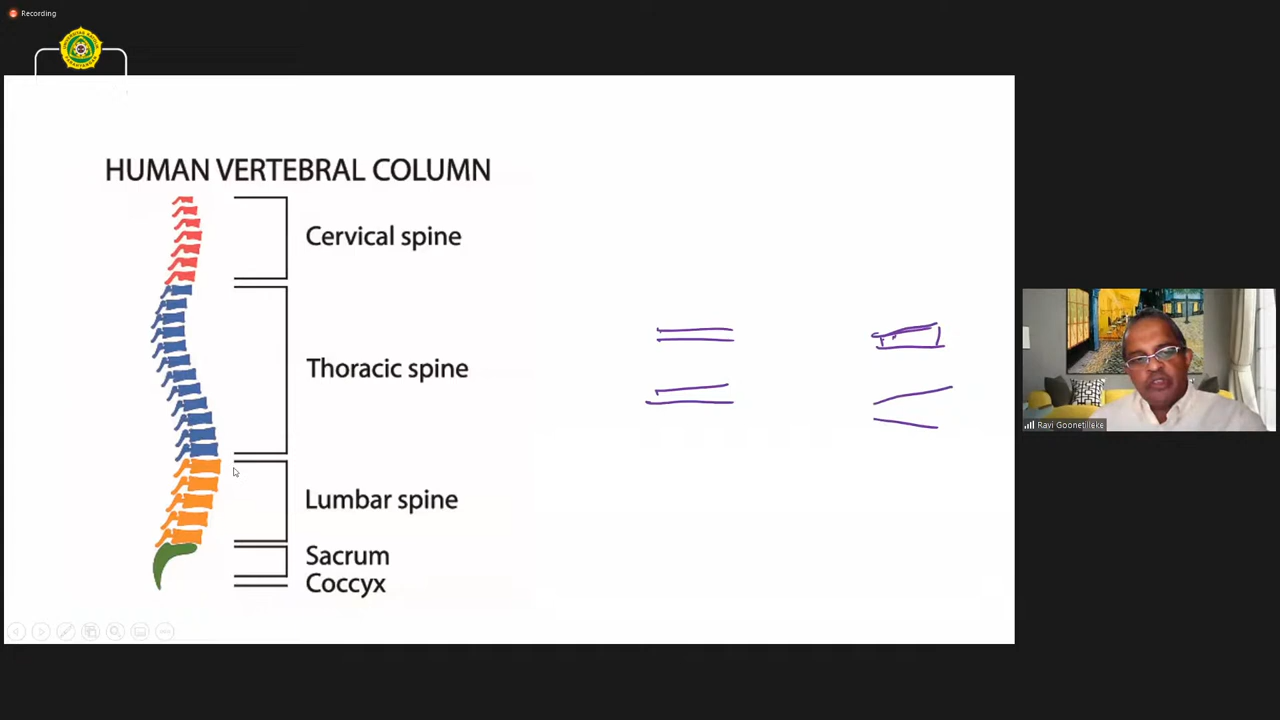 Recording
HUMAN VERTEBRAL COLUMN
Cervical spine
Thoracic spine
Lumbar spine
Sacrum
Coccyx
Ravi Goonetilleke